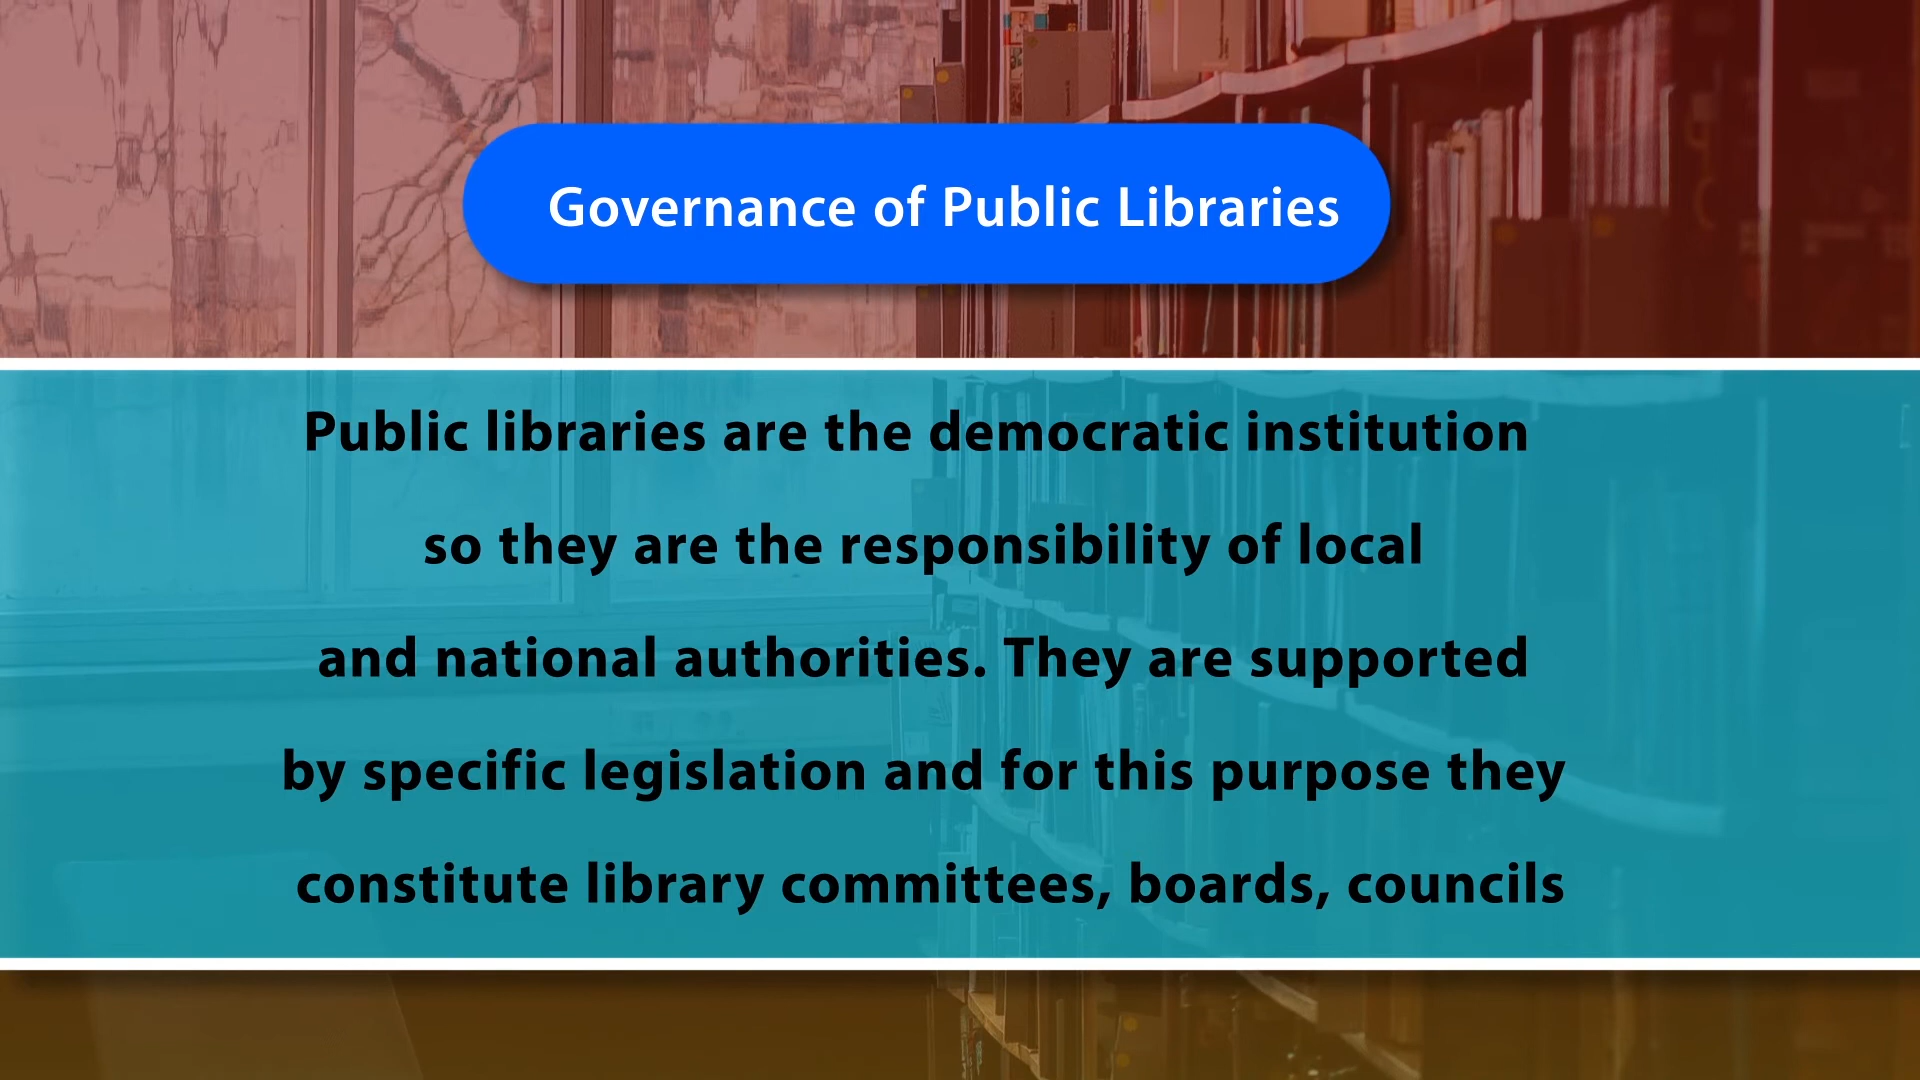 Governance of Public Libraries
Public libraries are the democratic institution
so they are the responsibility of local
and national authorities. They are supported
by specific legislation and for this purpose they
constitute library committees, boards, councils